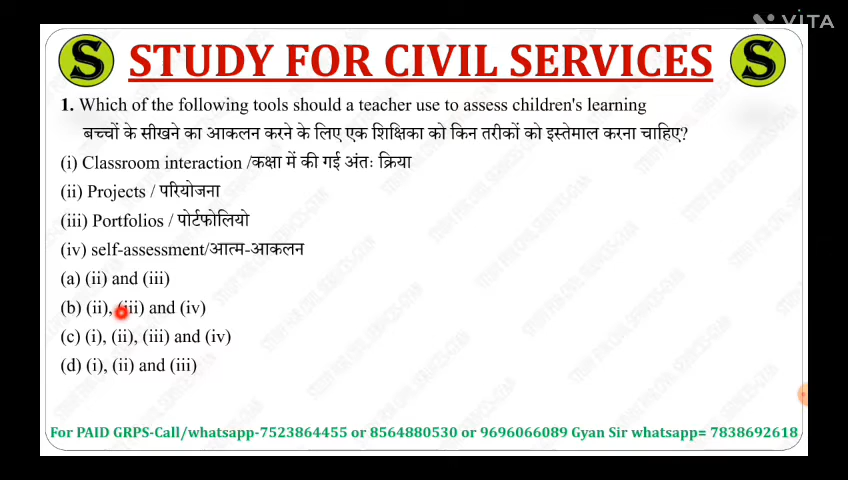 VITA
S STUDY FOR CIVIL SERVICES S
1. Which of the following tools should a teacher use to assess children's learning
बच्चों के सीखने का आकलन करने के लिए एक शिक्षिका को किन तरीकों को इस्तेमाल करना चाहिए?
(i) Classroom interaction /कक्षा में की गई अंतः क्रिया
(ii) Projects / परियोजना
(iii) Portfolios / पोर्टफोलियो
(iv) self-assessment/आत्म-आकलन
(a) (ii) and (iii)
(b) (ii), (iii) and (iv)
(c) (i), (ii), (iii) and (iv)
(d) (i), (ii) and (iii)
For PAID GRPS-Call/whatsapp-7523864455 or 8564880530 or 9696066089 Gyan Sir whatsapp= 7838692618